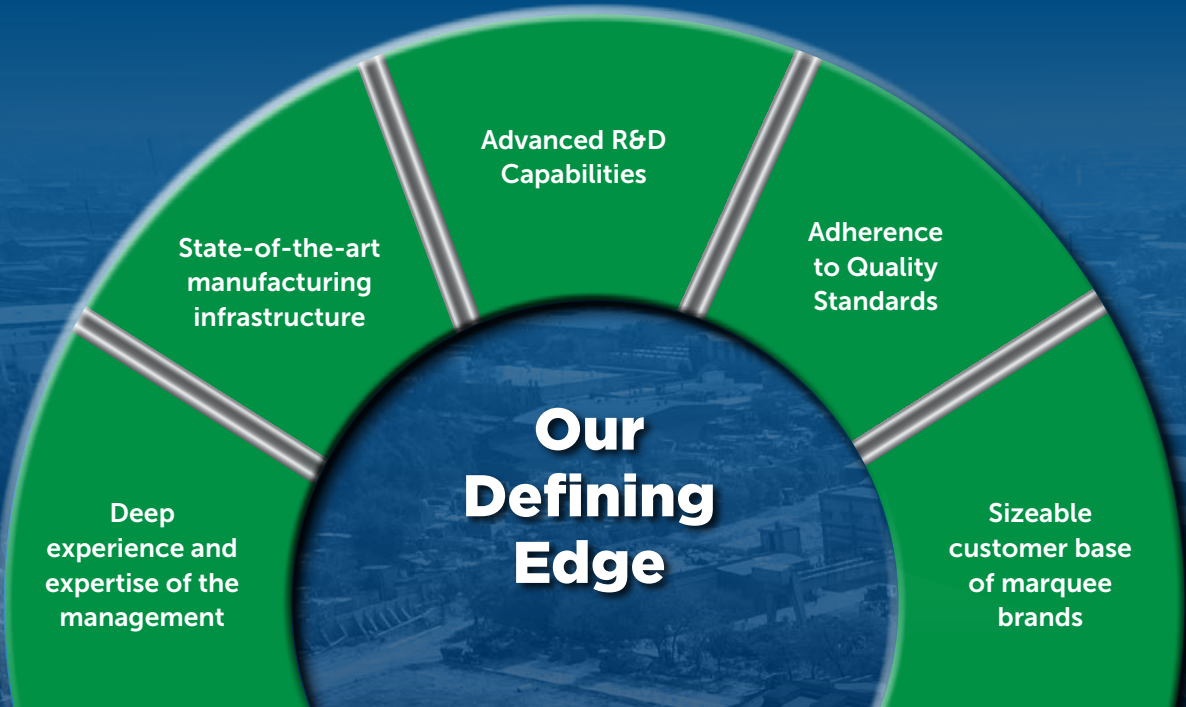 Advanced R&D
Capabilities
State-of-the-art
manufacturing
infrastructure
Adherence
to Quality
Standards
Our
Defining
Edge
Deep
experience and
expertise of the
management
Sizeable
customer base
of marquee
brands